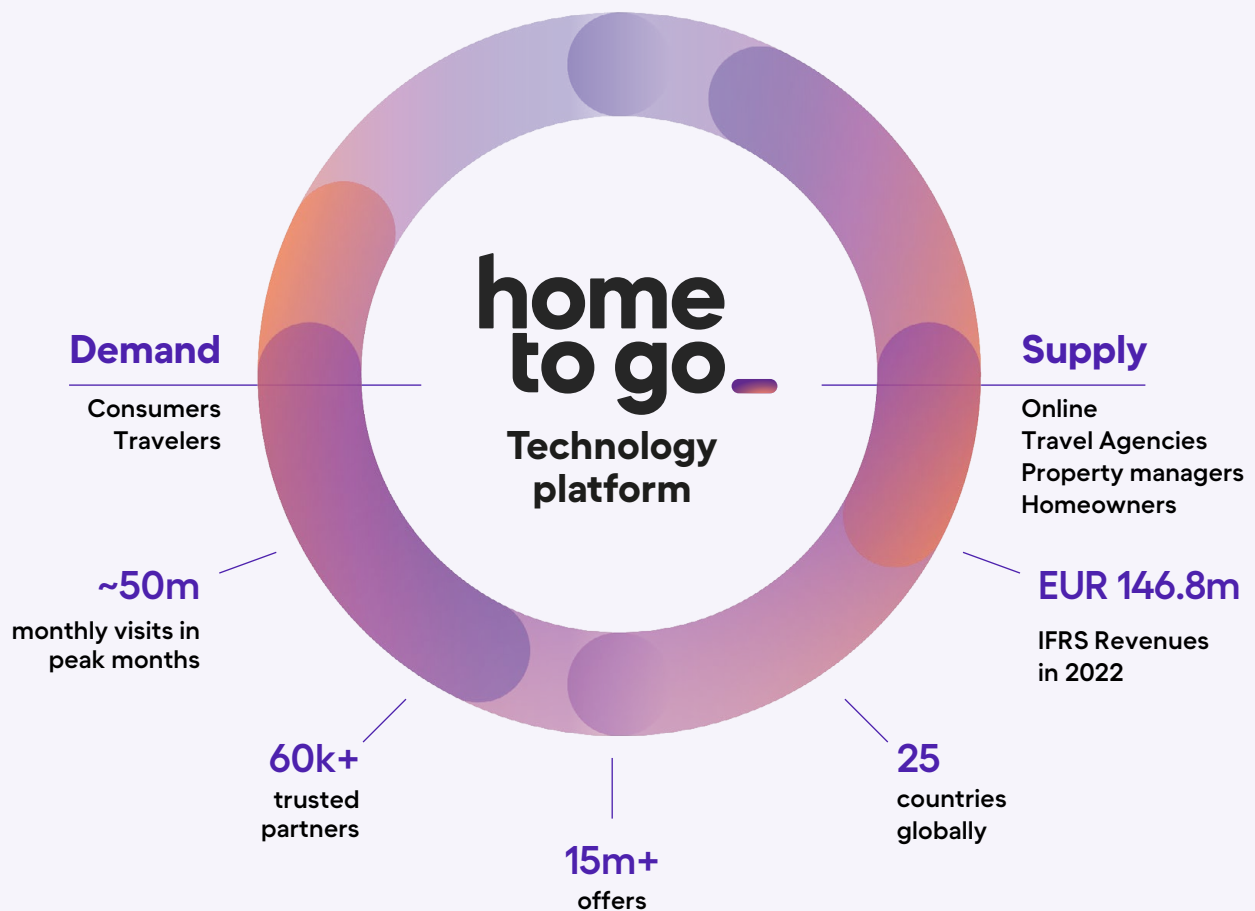 home
to go_
Technology
platform
Demand
Consumers
Travelers
Supply
Online
Travel Agencies
Property managers
Homeowners
~50m
monthly visits in
peak months
60k+
trusted
partners
15m+
offers
25
countries
globally
EUR 146.8m
IFRS Revenues
in 2022